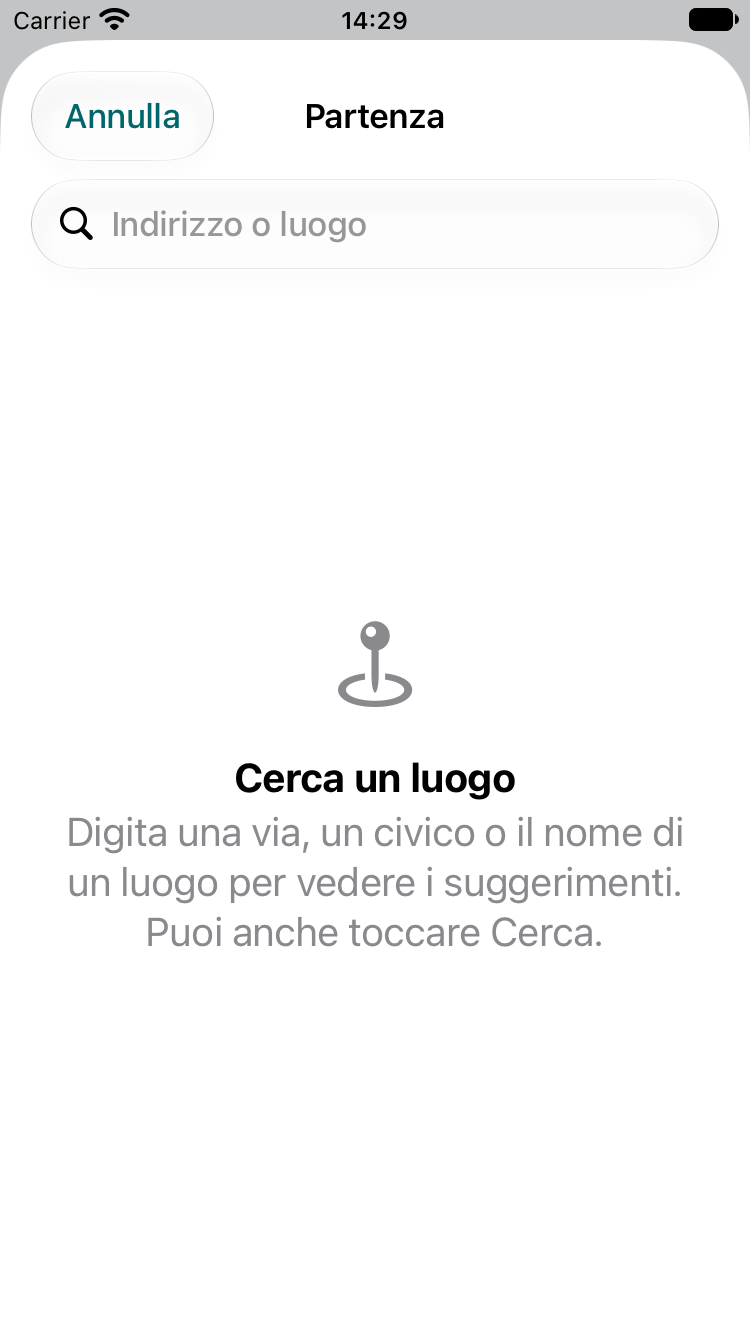 Carrier 14:29
Annulla Partenza
Indirizzo o luogo
Cerca un luogo
Digita una via, un civico o il nome di
un luogo per vedere i suggerimenti.
Puoi anche toccare Cerca.